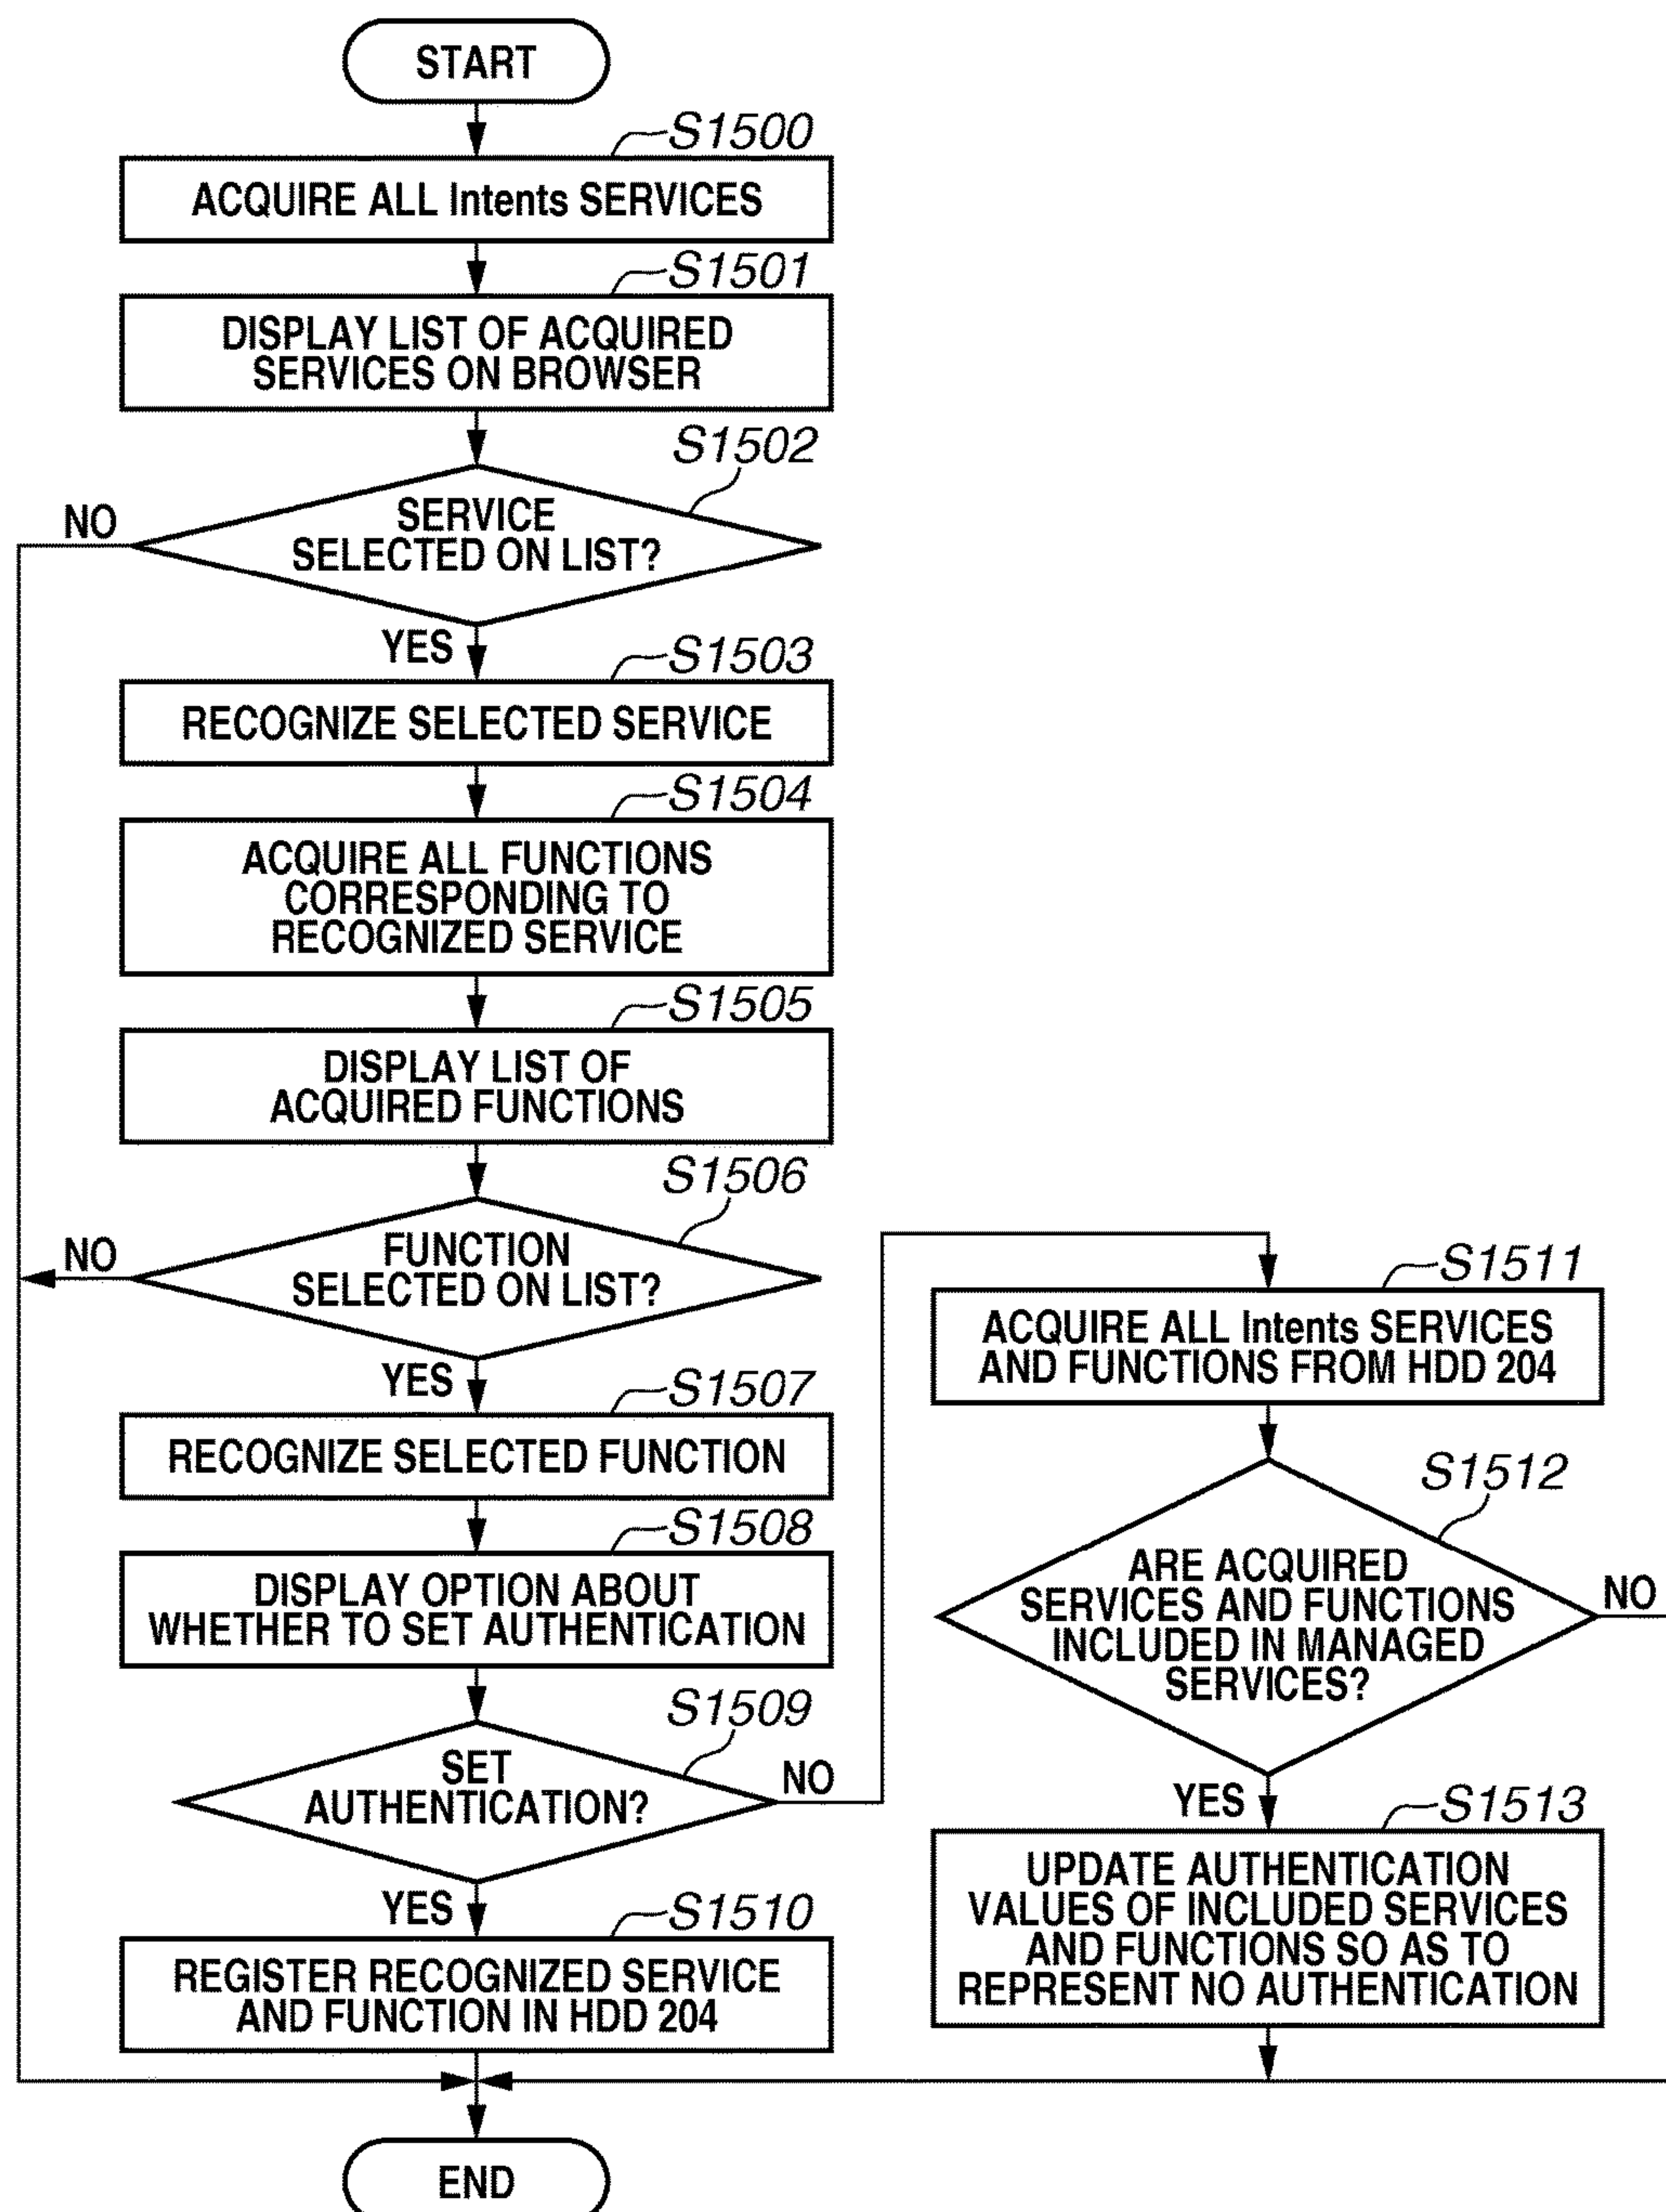 START
S1500
ACQUIRE ALL Intents SERVICES
S1501
DISPLAY LIST OF ACQUIRED
SERVICES ON BROWSER
S1502
SERVICE
SELECTED ON LIST?
NO
YES
S1503
RECOGNIZE SELECTED SERVICE
S1504
ACQUIRE ALL FUNCTIONS
CORRESPONDING TO
RECOGNIZED SERVICE
S1505
DISPLAY LIST OF
ACQUIRED FUNCTIONS
S1506
FUNCTION
SELECTED ON LIST?
NO
YES
S1507
RECOGNIZE SELECTED FUNCTION
S1508
DISPLAY OPTION ABOUT
WHETHER TO SET AUTHENTICATION
S1509
SET
AUTHENTICATION?
NO
YES
S1510
REGISTER RECOGNIZED SERVICE
AND FUNCTION IN HDD 204
S1511
ACQUIRE ALL Intents SERVICES
AND FUNCTIONS FROM HDD 204
S1512
ARE ACQUIRED
SERVICES AND FUNCTIONS
INCLUDED IN MANAGED
SERVICES?
NO
YES
S1513
UPDATE AUTHENTICATION
VALUES OF INCLUDED SERVICES
AND FUNCTIONS SO AS TO
REPRESENT NO AUTHENTICATION
END